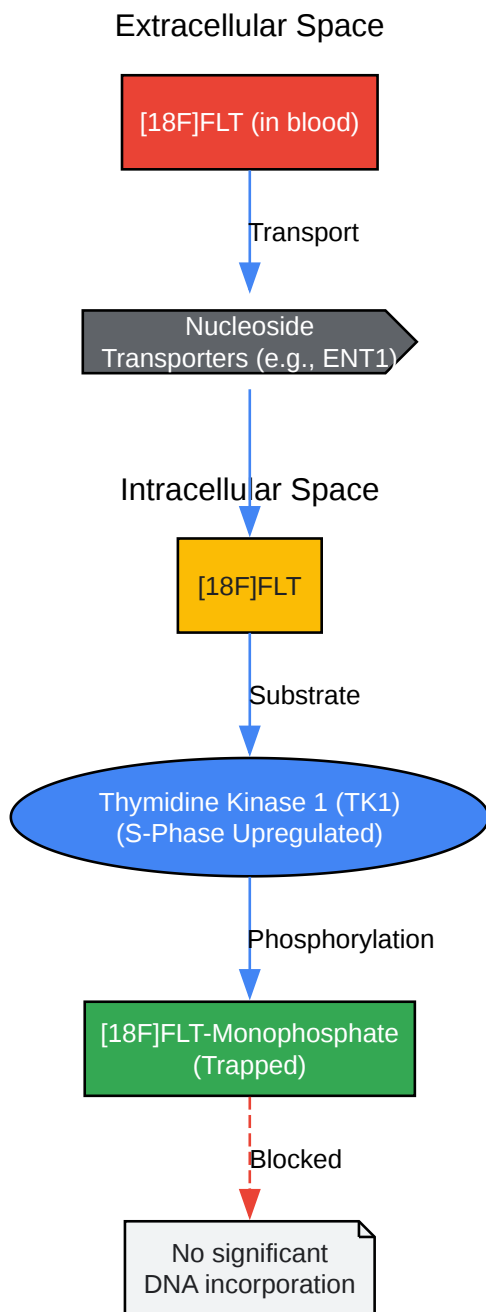 Extracellular Space
[18F]FLT (in blood)
Transport
Nucleoside
Transporters (e.g., ENT1)
Intracellular Space
[18F]FLT
Substrate
Thymidine Kinase 1 (TK1)
(S-Phase Upregulated)
Phosphorylation
[18F]FLT-Monophosphate
(Trapped)
Blocked
No significant
DNA incorporation